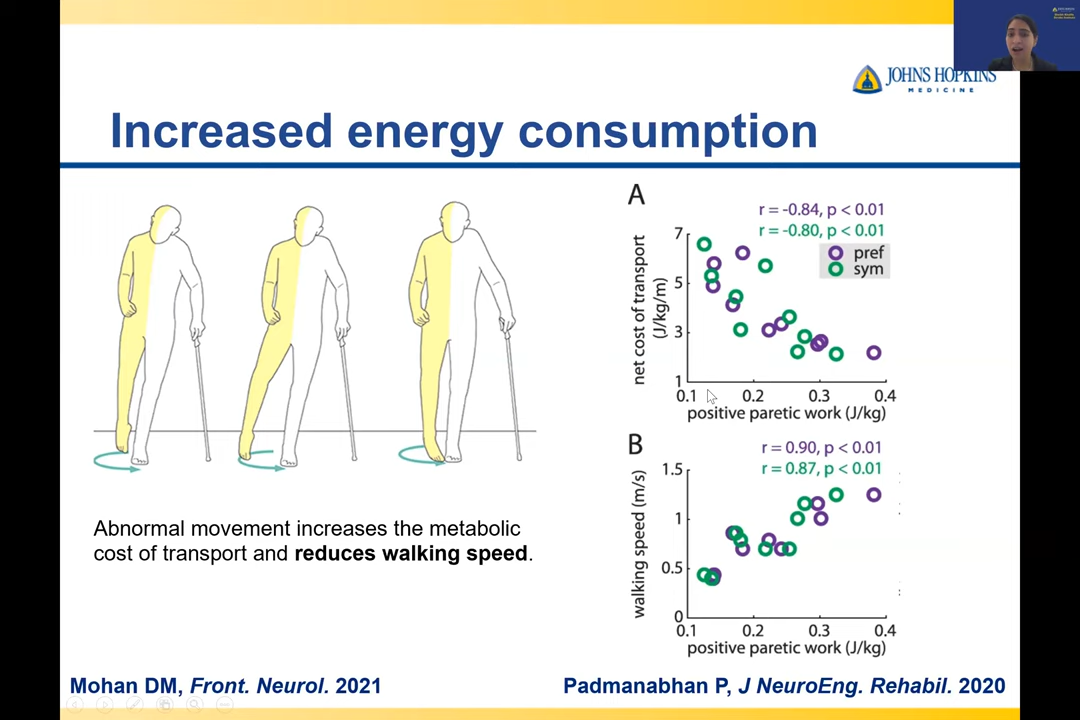 JOHNS HOPKINS
MEDICINE
Increased energy consumption
Abnormal movement increases the metabolic
cost of transport and reduces walking speed.
A
r = -0.84, p < 0.01
r = -0.80, p < 0.01
pref
sym
net cost of transport
(J/kg/m)
7
5
3
1
0.1 0.2 0.3 0.4
positive paretic work (J/kg)
B
r = 0.90, p < 0.01
r = 0.87, p < 0.01
walking speed (m/s)
1.5
1
0.5
0
0.1 0.2 0.3 0.4
positive paretic work (J/kg)
Mohan DM, Front. Neurol. 2021
Padmanabhan P, J NeuroEng. Rehabil. 2020